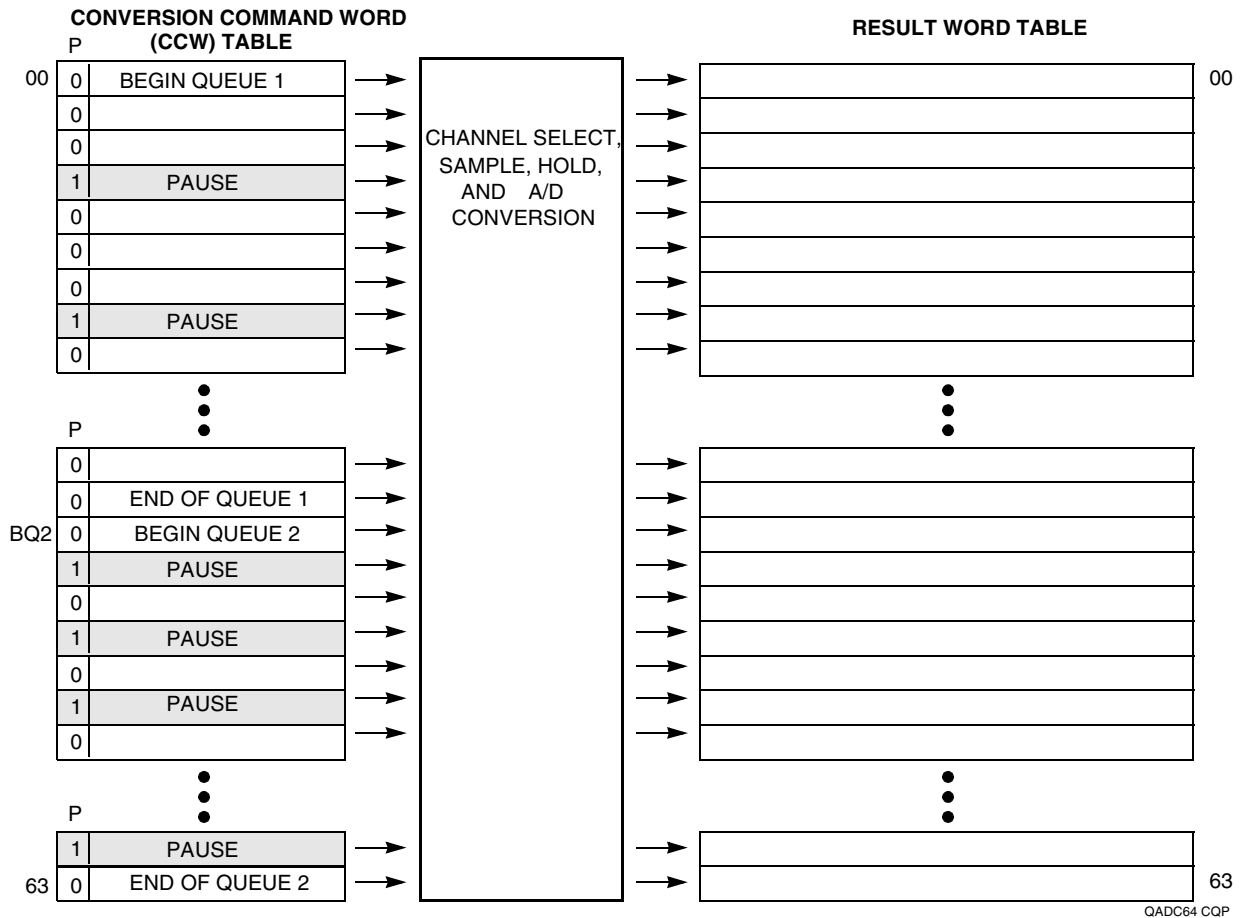 CONVERSION COMMAND WORD
(CCW) TABLE
RESULT WORD TABLE
P
00 0 BEGIN QUEUE 1 00
0
0
1 PAUSE
0
0
0
1 PAUSE
0
CHANNEL SELECT,
SAMPLE, HOLD,
AND A/D
CONVERSION
P
0
0 END OF QUEUE 1
BQ2 0 BEGIN QUEUE 2
1 PAUSE
0
1 PAUSE
0
1 PAUSE
0
P
1 PAUSE
63 0 END OF QUEUE 2 63
QADC64 CQP